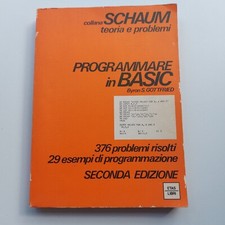 collana SCHAUM
teoria e problemi
PROGRAMMARE
in BASIC
Byron S. GOTTFRIED
376 problemi risolti
29 esempi di programmazione
SECONDA EDIZIONE
ETAS
LIBRI